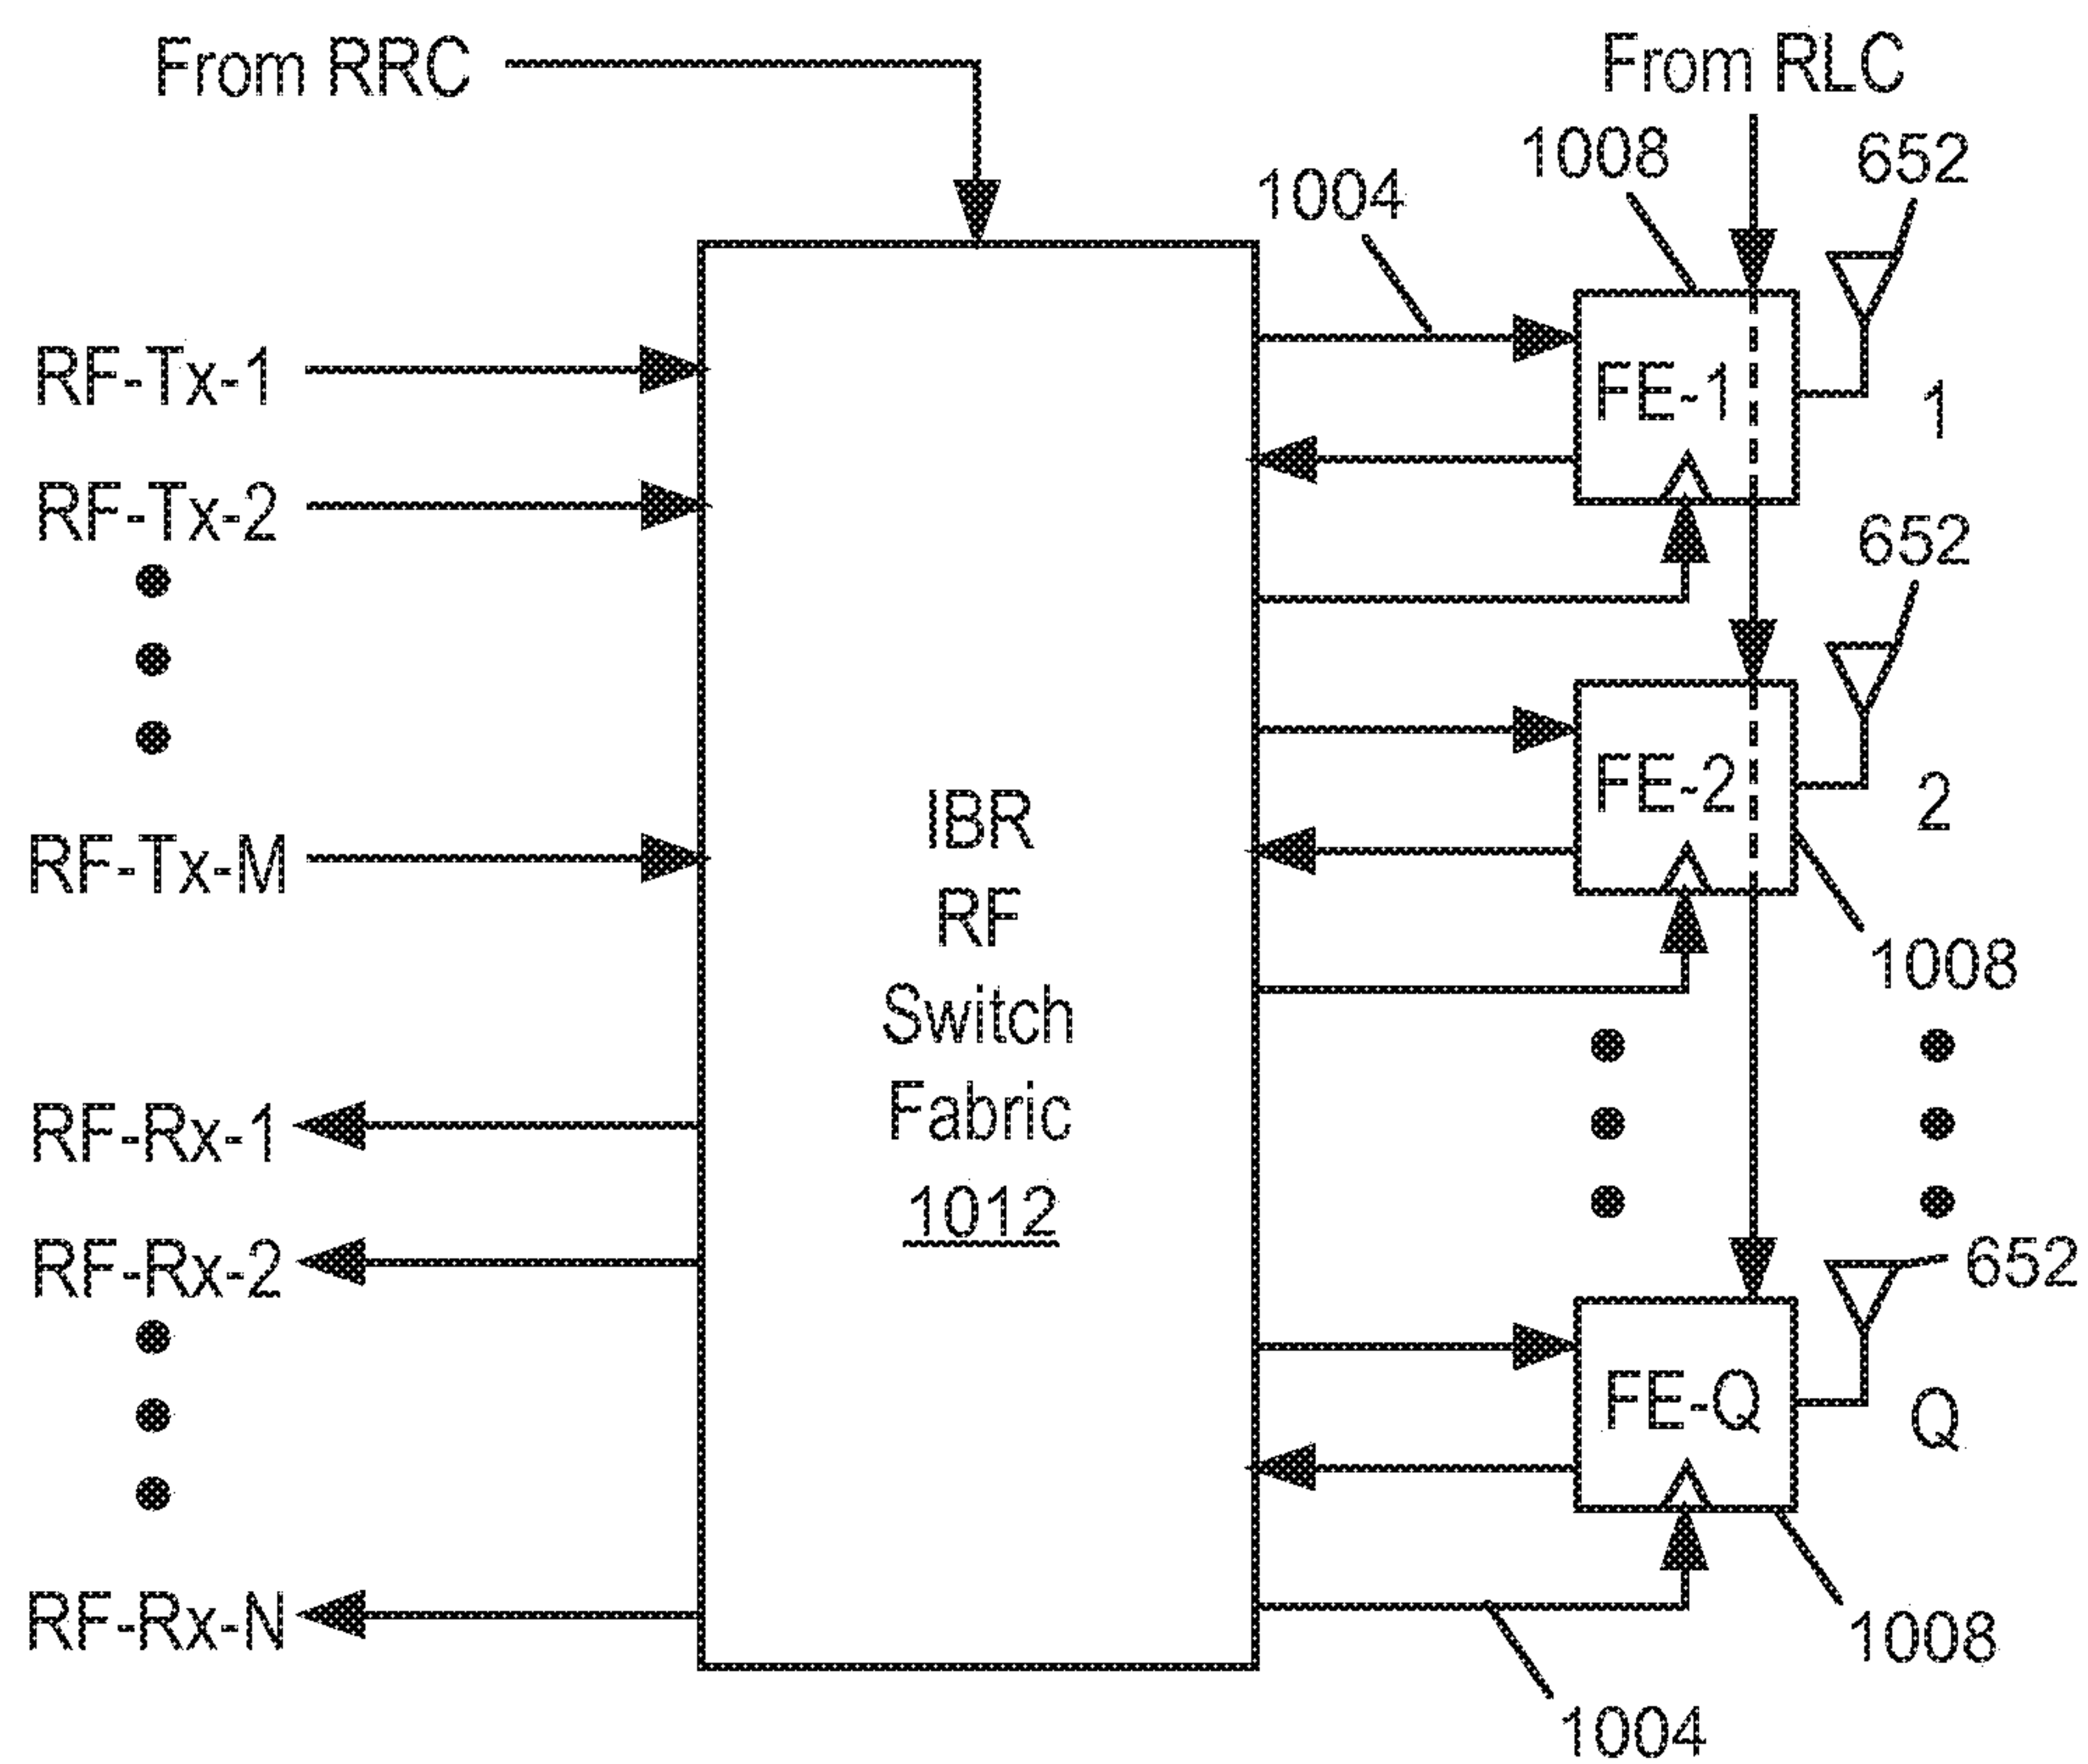 From RRC
From RLC
1008
652
1004
RF-Tx-1
FE-1
1
RF-Tx-2
652
FE-2
2
IBR
RF
Switch
Fabric
1012
RF-Tx-M
1008
RF-Rx-1
RF-Rx-2
652
FE-Q
Q
RF-Rx-N
1008
1004